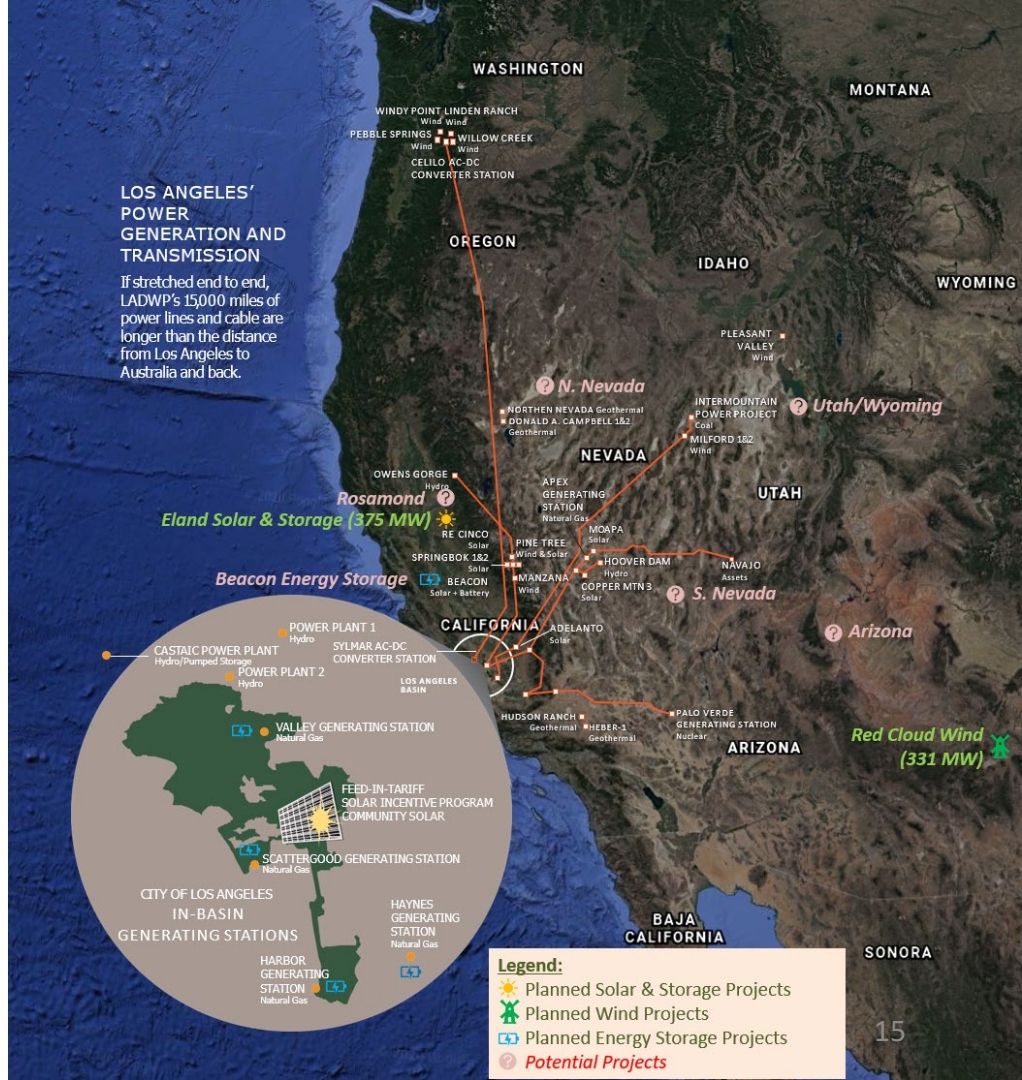 WASHINGTON
MONTANA
WINDY POINT LINDEN RANCH
Wind Wind
PEBBLE SPRINGS
Wind
WILLOW CREEK
Wind
CELILO AC-DC
CONVERTER STATION
LOS ANGELES'
POWER
GENERATION AND
TRANSMISSION
If stretched end to end,
LADWP's 15,000 miles of
power lines and cable are
longer than the distance
from Los Angeles to
Australia and back.
OREGON
IDAHO
WYOMING
PLEASANT
VALLEY
Wind
? N. Nevada
NORTHEN NEVADA Geothermal
DONALD A. CAMPBELL 1&2
Geothermal
INTERMOUNTAIN
POWER PROJECT
Coal
? Utah/Wyoming
MILFORD 1&2
Wind
NEVADA
UTAH
OWENS GORGE
Hydro
Rosamond ?
Eland Solar & Storage (375 MW)
APEX
GENERATING
STATION
Natural Gas
RE CINCO
Solar
MOAPA
Solar
SPRINGBOK 1&2
Solar
PINE TREE
Wind & Solar
HOOVER DAM
Hydro
NAVAJO
Assets
Beacon Energy Storage
BEACON
Solar + Battery
MANZANA
Wind
COPPER MTN 3
Solar
? S. Nevada
CALIFORNIA
ADELANTO
Solar
? Arizona
SYLMAR AC-DC
CONVERTER STATION
LOS ANGELES
BASIN
POWER PLANT 1
Hydro
CASTAIC POWER PLANT
Hydro/Pumped Storage
POWER PLANT 2
Hydro
HUDSON RANCH
Geothermal
HEBER-1
Geothermal
PALO VERDE
GENERATING STATION
Nuclear
ARIZONA
Red Cloud Wind
(331 MW)
VALLEY GENERATING STATION
Natural Gas
FEED-IN-TARIFF
SOLAR INCENTIVE PROGRAM
COMMUNITY SOLAR
SCATTERGOOD GENERATING STATION
Natural Gas
CITY OF LOS ANGELES
IN-BASIN
GENERATING STATIONS
HAYNES
GENERATING
STATION
Natural Gas
HARBOR
GENERATING
STATION
Natural Gas
BAJA
CALIFORNIA
SONORA
Legend:
Planned Solar & Storage Projects
Planned Wind Projects
Planned Energy Storage Projects
? Potential Projects
15